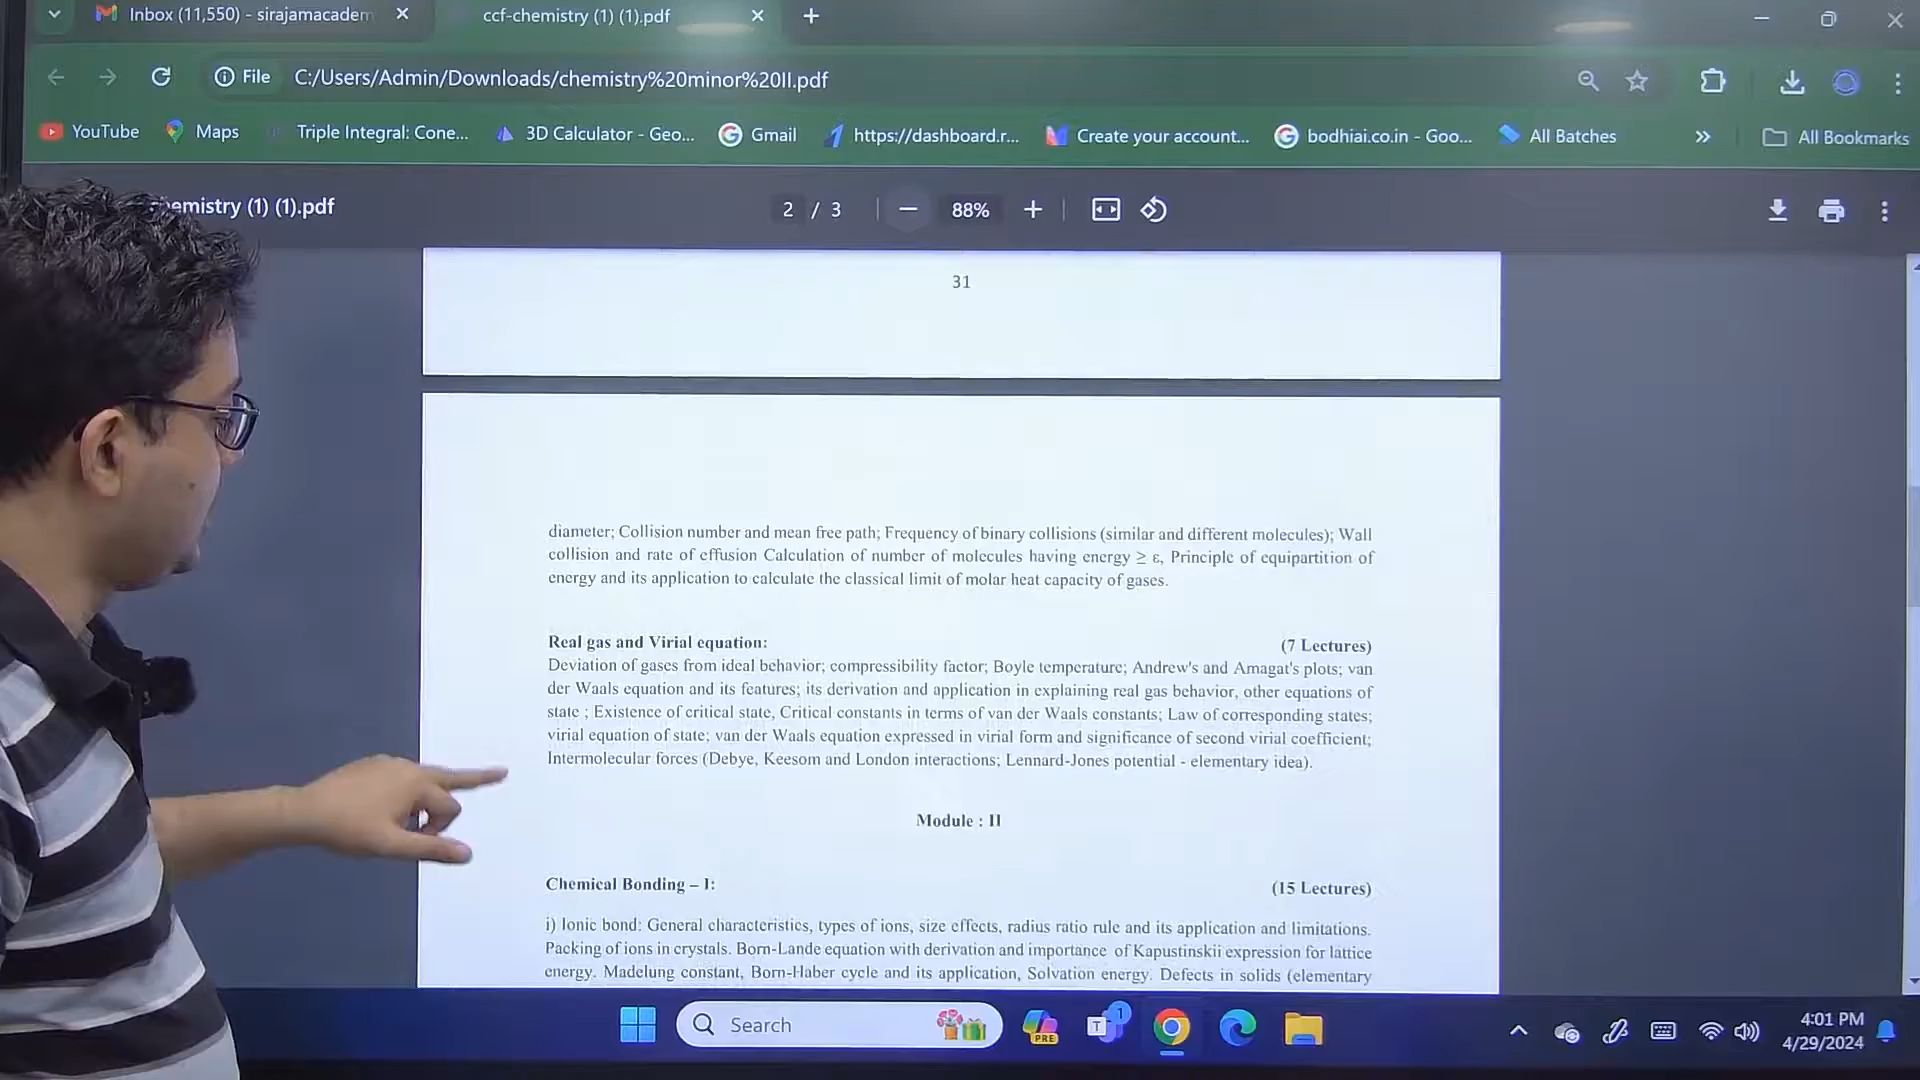 Inbox (11,550) - sirajamacadem
ccf-chemistry (1) (1).pdf
File C:/Users/Admin/Downloads/chemistry%20minor%20II.pdf
YouTube Maps Triple Integral: Cone... 3D Calculator - Geo... Gmail https://dashboard.r... Create your account... bodhiai.co.in - Goo... All Batches » All Bookmarks
emistry (1) (1).pdf 2 / 3 88%
31
diameter; Collision number and mean free path; Frequency of binary collisions (similar and different molecules); Wall
collision and rate of effusion Calculation of number of molecules having energy ≥ ε, Principle of equipartition of
energy and its application to calculate the classical limit of molar heat capacity of gases.
Real gas and Virial equation: (7 Lectures)
Deviation of gases from ideal behavior; compressibility factor; Boyle temperature; Andrew's and Amagat's plots; van
der Waals equation and its features; its derivation and application in explaining real gas behavior, other equations of
state ; Existence of critical state, Critical constants in terms of van der Waals constants; Law of corresponding states;
virial equation of state; van der Waals equation expressed in virial form and significance of second virial coefficient;
Intermolecular forces (Debye, Keesom and London interactions; Lennard-Jones potential - elementary idea).
Module : II
Chemical Bonding – I: (15 Lectures)
i) Ionic bond: General characteristics, types of ions, size effects, radius ratio rule and its application and limitations.
Packing of ions in crystals. Born-Lande equation with derivation and importance of Kapustinskii expression for lattice
energy. Madelung constant, Born-Haber cycle and its application, Solvation energy. Defects in solids (elementary
Search PRE T 1 4:01 PM
4/29/2024